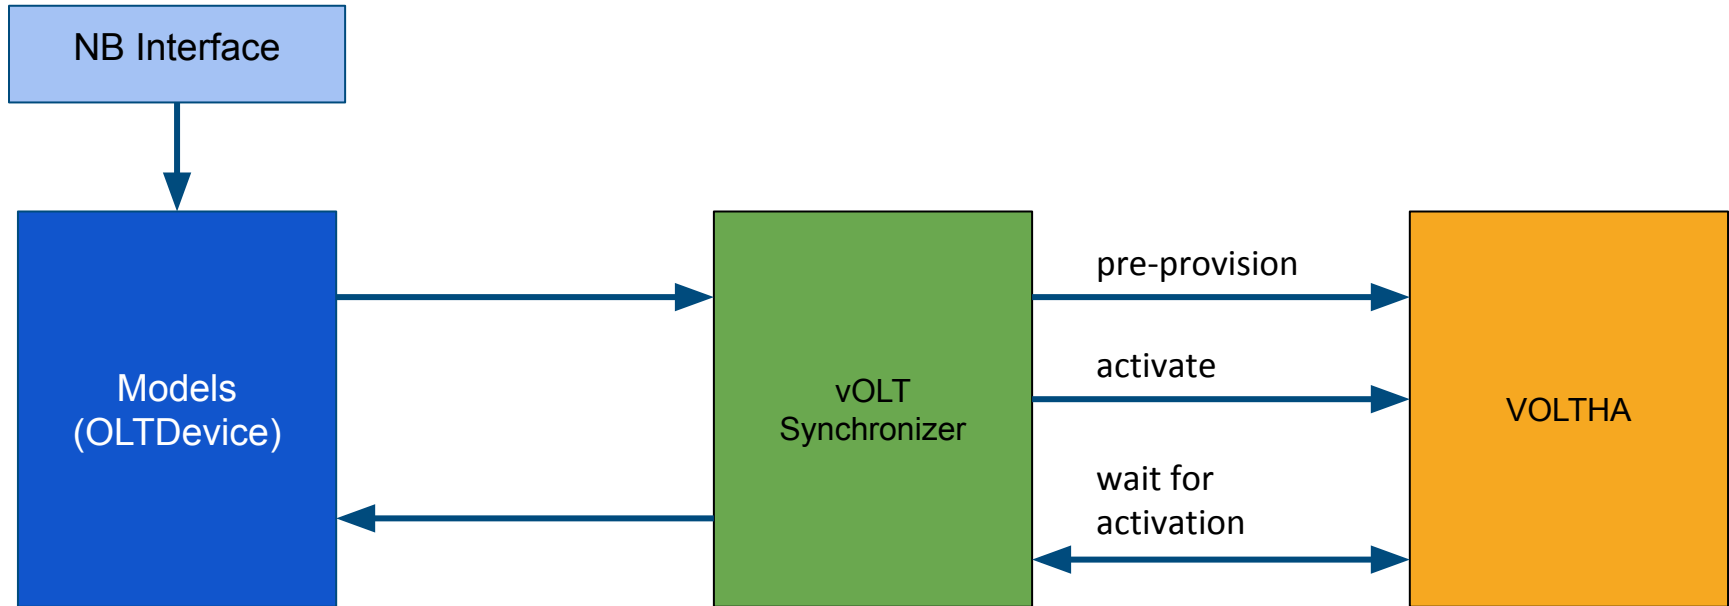 NB Interface
Models
(OLTDevice)
vOLT
Synchronizer
pre-provision
activate
wait for
activation
VOLTHA